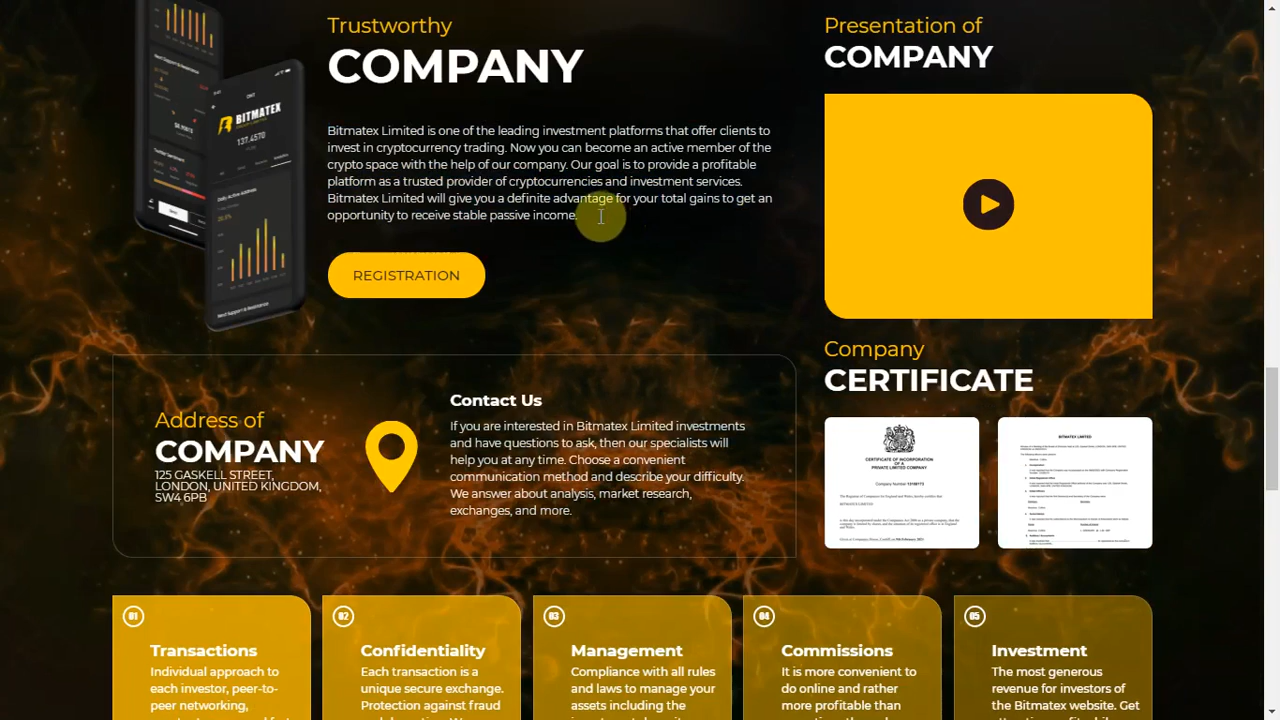 Trustworthy
COMPANY
Bitmatex Limited is one of the leading investment platforms that offer clients to
invest in cryptocurrency trading. Now you can become an active member of the
crypto space with the help of our company. Our goal is to provide a profitable
platform as a trusted provider of cryptocurrencies and investment services.
Bitmatex Limited will give you a definite advantage for your total gains to get an
opportunity to receive stable passive income.
REGISTRATION
BITMATEX
137.4570
Daily Active Address
Presentation of
COMPANY
Company
CERTIFICATE
CERTIFICATE OF INCORPORATION
OF A
PRIVATE LIMITED COMPANY
BITMATEX LIMITED
Address of
COMPANY
125 GASKELL STREET,
LOON, UNITED KINGDOM,
SW4 6PB
Contact Us
If you are interested in Bitmatex Limited investments
and have questions to ask, then our specialists will
help you at any time. Choose a convenient
communication method and describe your difficulty.
We answer about analysis, market research,
exchanges, and more.
01
Transactions
Individual approach to
each investor, peer-to-
peer networking,
02
Confidentiality
Each transaction is a
unique secure exchange.
Protection against fraud
03
Management
Compliance with all rules
and laws to manage your
assets including the
04
Commissions
It is more convenient to
do online and rather
more profitable than
05
Investment
The most generous
revenue for investors of
the Bitmatex website. Get